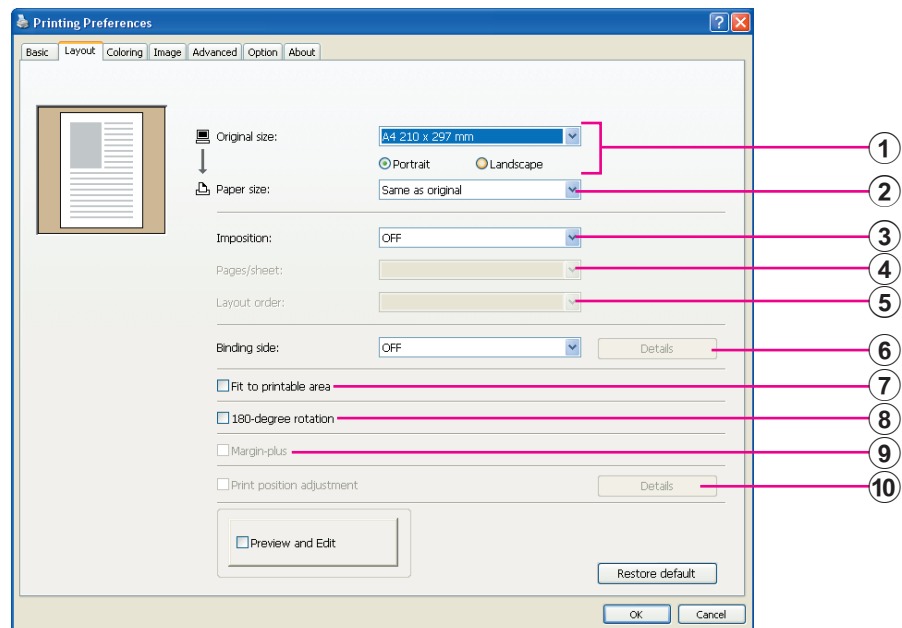 Printing Preferences
Basic Layout Coloring Image Advanced Option About
Original size: A4 210 x 297 mm
1
Portrait Landscape
Paper size: Same as original 2
Imposition: OFF 3
Pages/sheet: 4
Layout order: 5
Binding side: OFF Details 6
Fit to printable area 7
180-degree rotation 8
Margin-plus 9
Print position adjustment Details 10
Preview and Edit
Restore default
OK Cancel